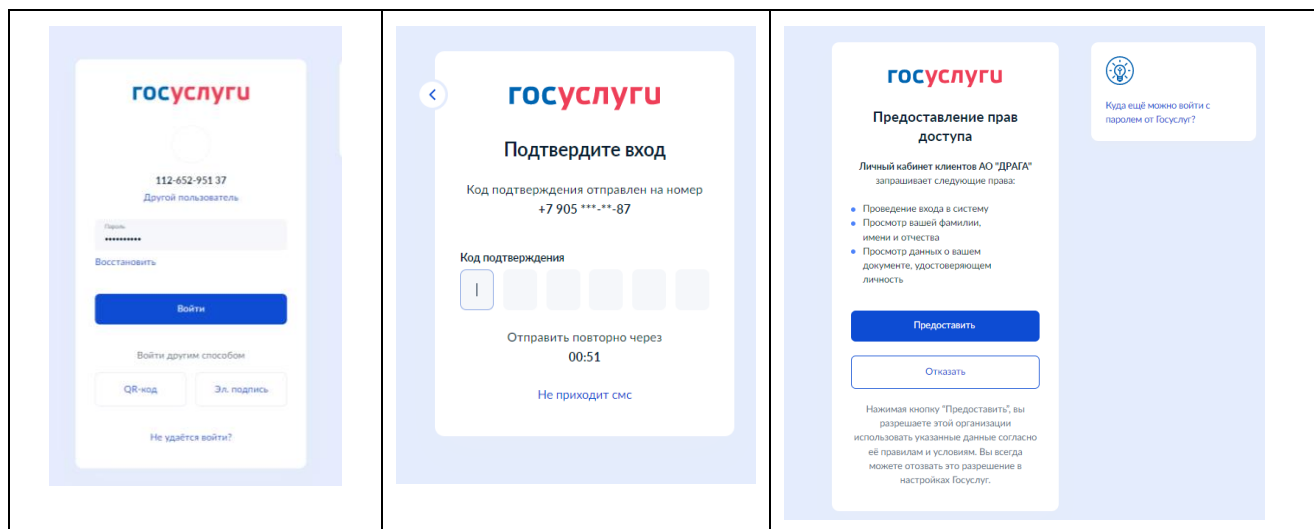 госуслуги
112-652-951 37
Другой пользователь
Пароль
••••••••••
Восстановить
Войти
Войти другим способом
QR-код
Эл. подпись
Не удаётся войти?
госуслуги
Подтвердите вход
Код подтверждения отправлен на номер
+7 905 ***-**-87
Код подтверждения
Отправить повторно через
00:51
Не приходит смс
госуслуги
Предоставление прав
доступа
Личный кабинет клиентов АО "ДРАГА"
запрашивает следующие права:
Проведение входа в систему
Просмотр вашей фамилии,
имени и отчества
Просмотр данных о вашем
документе, удостоверяющем
личность
Предоставить
Отказать
Нажимая кнопку "Предоставить", вы
разрешаете этой организации
использовать указанные данные согласно
её правилам и условиям. Вы всегда
можете отозвать это разрешение в
настройках Госуслуг.
Куда ещё можно войти с
паролем от Госуслуг?